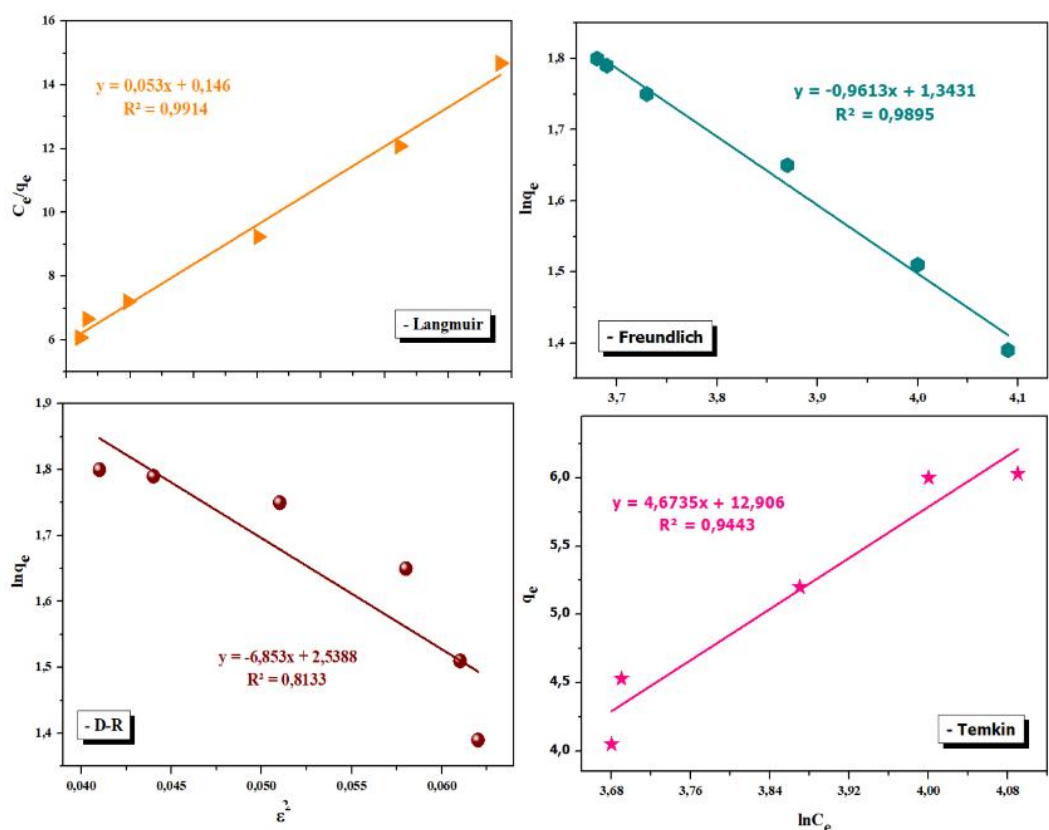 16
14
12
10
8
6
Ce/qe
y = 0,053x + 0,146
R² = 0,9914
- Langmuir
1,8
1,7
1,6
1,5
1,4
lnqe
y = -0,9613x + 1,3431
R² = 0,9895
- Freundlich
3,7 3,8 3,9 4,0 4,1
1,9
1,8
1,7
1,6
1,5
1,4
lnqe
y = -6,853x + 2,5388
R² = 0,8133
- D-R
0,040 0,045 0,050 0,055 0,060
ε²
6,0
5,5
5,0
4,5
4,0
qe
y = 4,6735x + 12,906
R² = 0,9443
- Temkin
3,68 3,76 3,84 3,92 4,00 4,08
lnCe